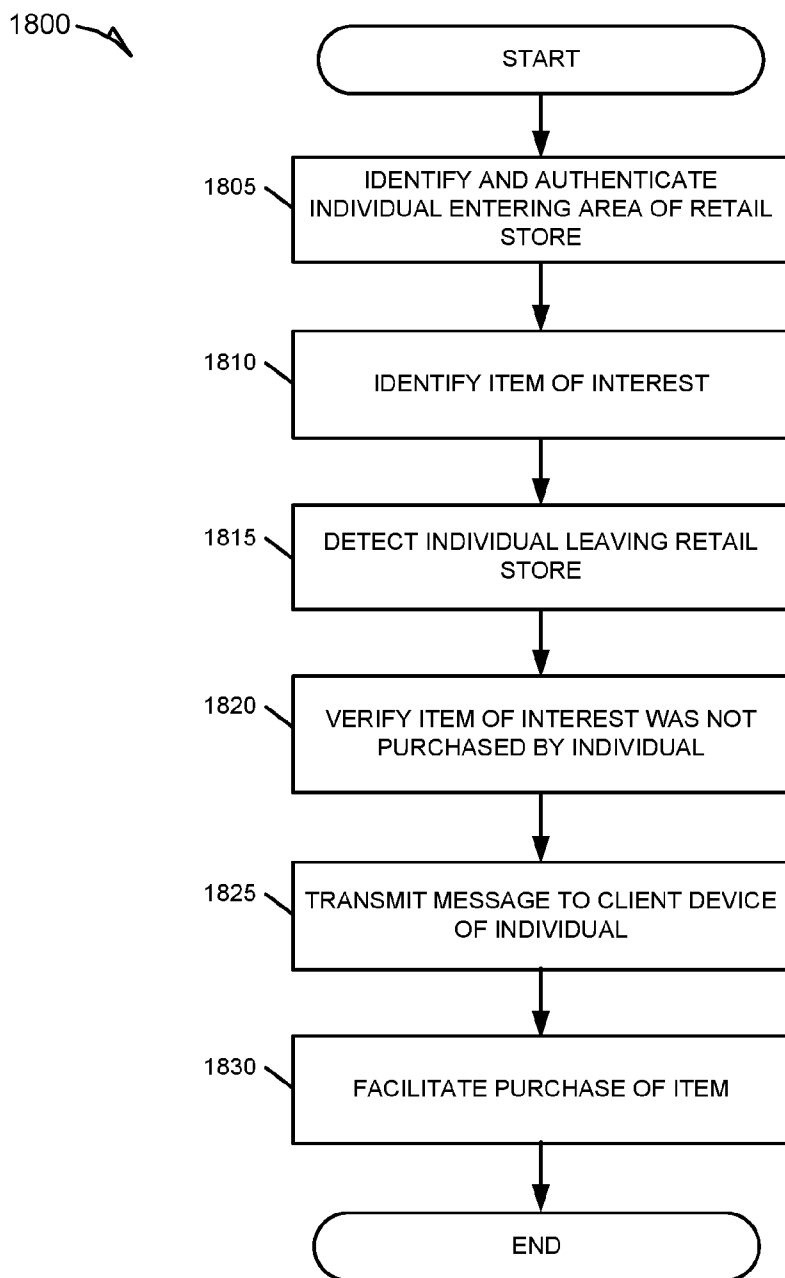 1800
START
1805
IDENTIFY AND AUTHENTICATE
INDIVIDUAL ENTERING AREA OF RETAIL
STORE
1810
IDENTIFY ITEM OF INTEREST
1815
DETECT INDIVIDUAL LEAVING RETAIL
STORE
1820
VERIFY ITEM OF INTEREST WAS NOT
PURCHASED BY INDIVIDUAL
1825
TRANSMIT MESSAGE TO CLIENT DEVICE
OF INDIVIDUAL
1830
FACILITATE PURCHASE OF ITEM
END